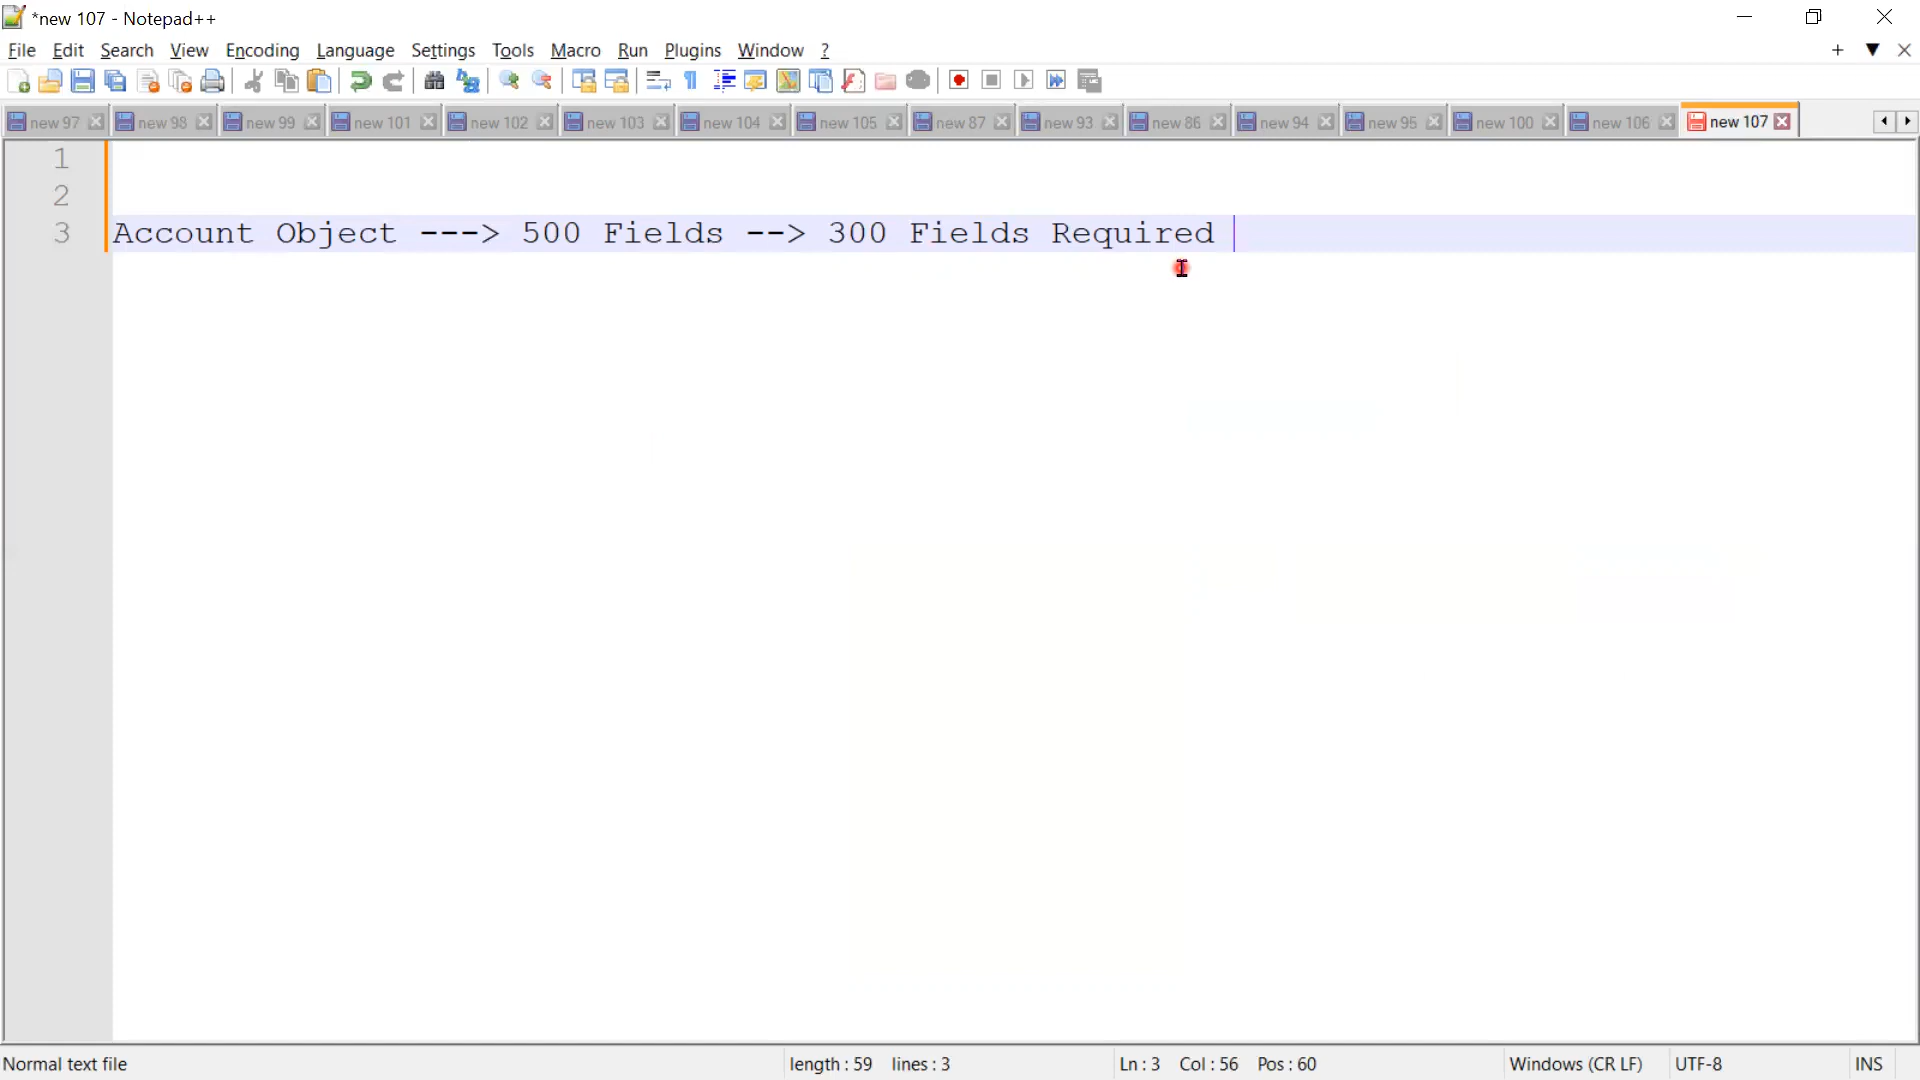 *new 107 - Notepad++
File Edit Search View Encoding Language Settings Tools Macro Run Plugins Window ?
new 97 new 98 new 99 new 101 new 102 new 103 new 104 new 105 new 87 new 93 new 86 new 94 new 95 new 100 new 106 new 107
1
2
3 Account Object ---> 500 Fields --> 300 Fields Required
Normal text file length : 59 lines : 3 Ln : 3 Col : 56 Pos : 60 Windows (CR LF) UTF-8 INS